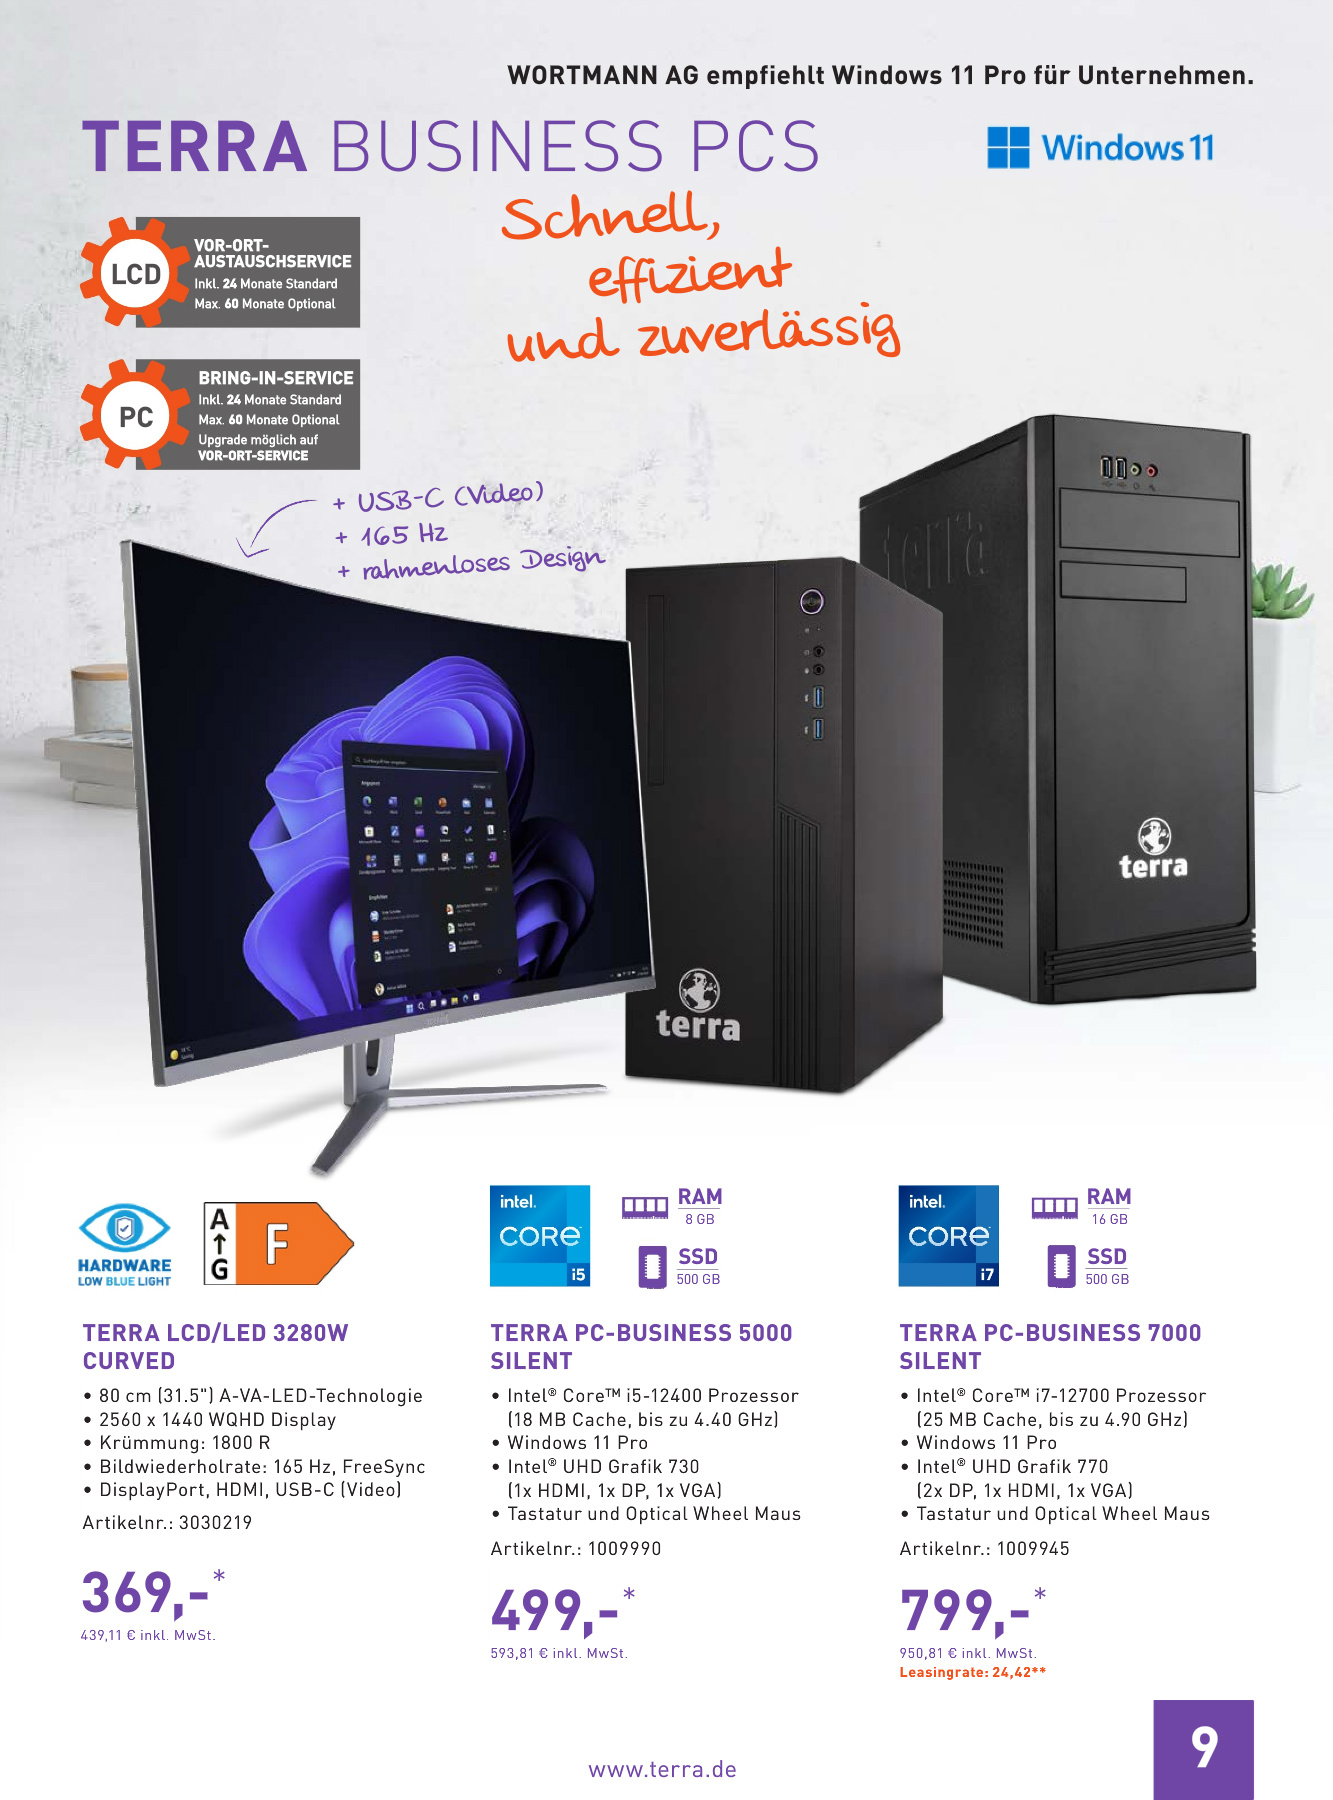 WORTMANN AG empfiehlt Windows 11 Pro für Unternehmen.
TERRA BUSINESS PCS
Windows 11
Schnell,
effizient
und zuverlässig
LCD
VOR-ORT-
AUSTAUSCHSERVICE
Inkl. 24 Monate Standard
Max. 60 Monate Optional
PC
BRING-IN-SERVICE
Inkl. 24 Monate Standard
Max. 60 Monate Optional
Upgrade möglich auf
VOR-ORT-SERVICE
+ USB-C (Video)
+ 165 Hz
+ rahmenloses Design
terra
terra
terra
HARDWARE
LOW BLUE LIGHT
A
G
F
TERRA LCD/LED 3280W
CURVED
• 80 cm (31.5") A-VA-LED-Technologie
• 2560 x 1440 WQHD Display
• Krümmung: 1800 R
• Bildwiederholrate: 165 Hz, FreeSync
• DisplayPort, HDMI, USB-C (Video)
Artikelnr.: 3030219
369,-*
439,11 € inkl. MwSt.
intel.
CORE
i5
RAM
8 GB
SSD
500 GB
TERRA PC-BUSINESS 5000
SILENT
• Intel® Core™ i5-12400 Prozessor
(18 MB Cache, bis zu 4.40 GHz)
• Windows 11 Pro
• Intel® UHD Grafik 730
(1x HDMI, 1x DP, 1x VGA)
• Tastatur und Optical Wheel Maus
Artikelnr.: 1009990
499,-*
593,81 € inkl. MwSt.
intel.
CORE
i7
RAM
16 GB
SSD
500 GB
TERRA PC-BUSINESS 7000
SILENT
• Intel® Core™ i7-12700 Prozessor
(25 MB Cache, bis zu 4.90 GHz)
• Windows 11 Pro
• Intel® UHD Grafik 770
(2x DP, 1x HDMI, 1x VGA)
• Tastatur und Optical Wheel Maus
Artikelnr.: 1009945
799,-*
950,81 € inkl. MwSt.
Leasingrate: 24,42**
www.terra.de
9